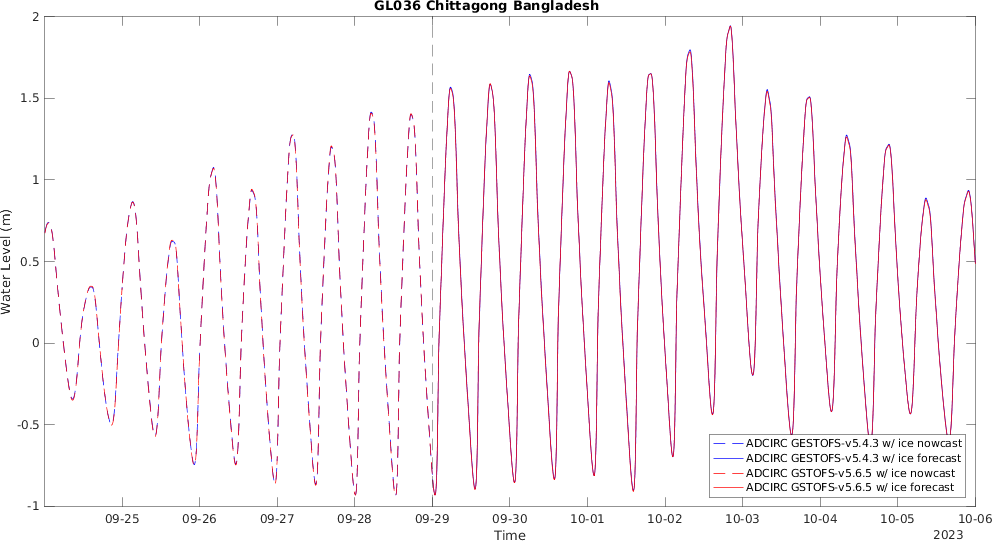 GL036 Chittagong Bangladesh
Water Level (m)
2
1.5
1
0.5
0
-0.5
-1
ADCIRC GESTOFS-v5.4.3 w/ ice nowcast
ADCIRC GESTOFS-v5.4.3 w/ ice forecast
ADCIRC GSTOFS-v5.6.5 w/ ice nowcast
ADCIRC GSTOFS-v5.6.5 w/ ice forecast
09-25 09-26 09-27 09-28 09-29 09-30 10-01 10-02 10-03 10-04 10-05 10-06
Time
2023